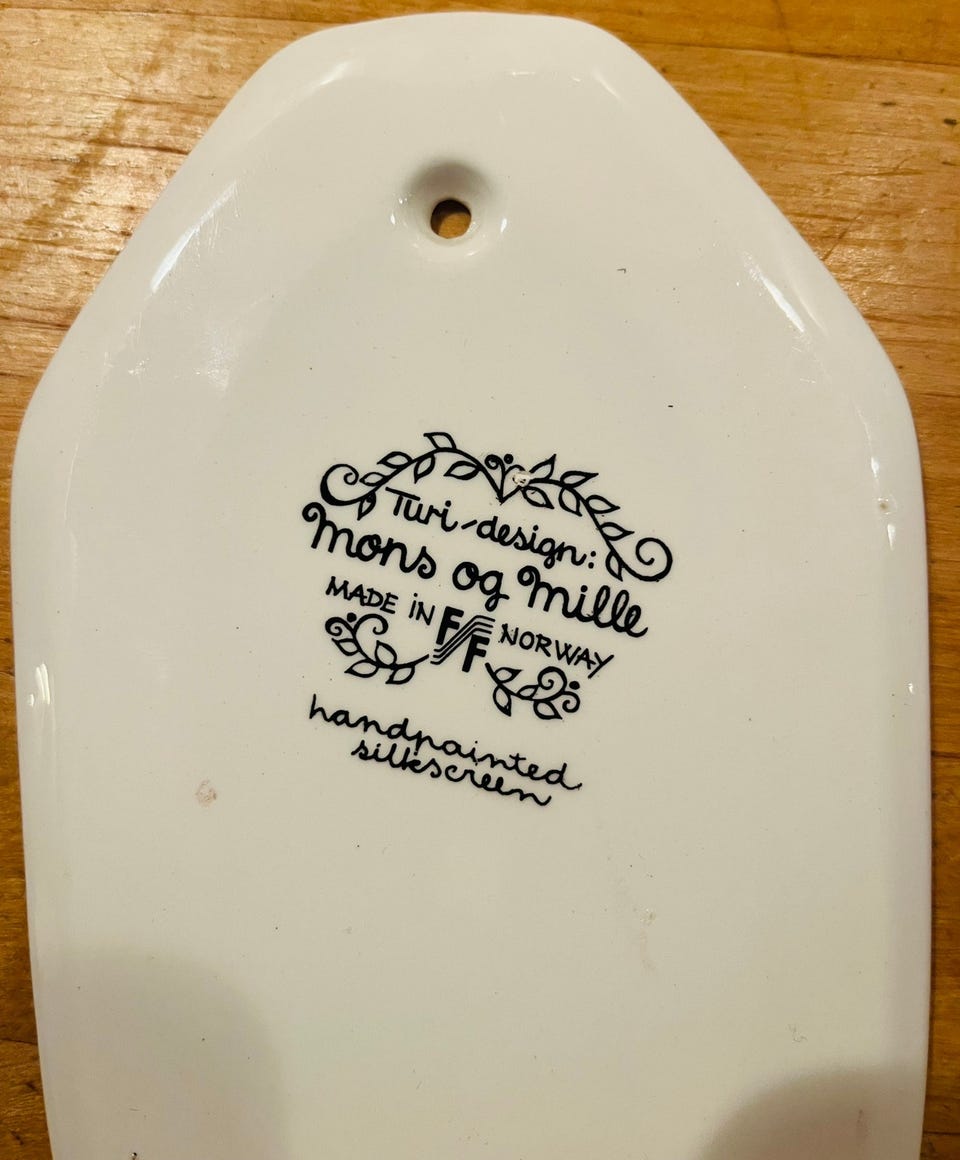 Turi-design:
Mons og Mille
MADE iN FF NORWAY
handpainted
silkscreen